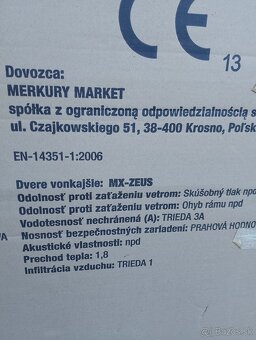 CE
13
Dovozca:
MERKURY MARKET
spółka z ograniczoną odpowiedzialnością s
ul. Czajkowskiego 51, 38-400 Krosno, Poľsk
EN-14351-1:2006
Dvere vonkajšie: MX-ZEUS
Odolnosť proti zaťaženiu vetrom: Skúšobný tlak npd
Odolnosť proti zaťaženiu vetrom: Ohyb rámu npd
Vodotesnosť nechránená (A): TRIEDA 3A
Nosnosť bezpečnostných zariadení: PRAHOVÁ HODNO
Akustické vlastnosti: npd
Prechod tepla: 1,8
Infiltrácia vzduchu: TRIEDA 1